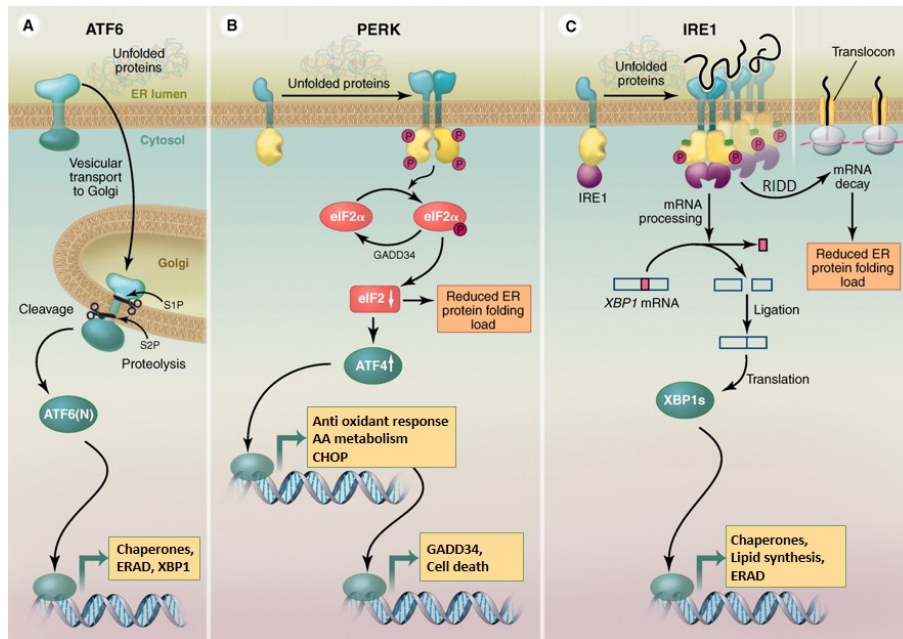 A
ATF6
Unfolded
proteins
ER lumen
Cytosol
Vesicular
transport
to Golgi
Golgi
Cleavage
S1P
S2P
Proteolysis
ATF6(N)
Chaperones,
ERAD, XBP1
B
PERK
Unfolded proteins
P
P
P
P
eIF2α
eIF2α
P
GADD34
eIF2
Reduced ER
protein folding
load
ATF4
Anti oxidant response
AA metabolism
CHOP
GADD34,
Cell death
C
IRE1
Unfolded
proteins
Translocon
P
P
P
IRE1
RIDD
mRNA
decay
mRNA
processing
Reduced ER
protein folding
load
XBP1 mRNA
Ligation
Translation
XBP1s
Chaperones,
Lipid synthesis,
ERAD